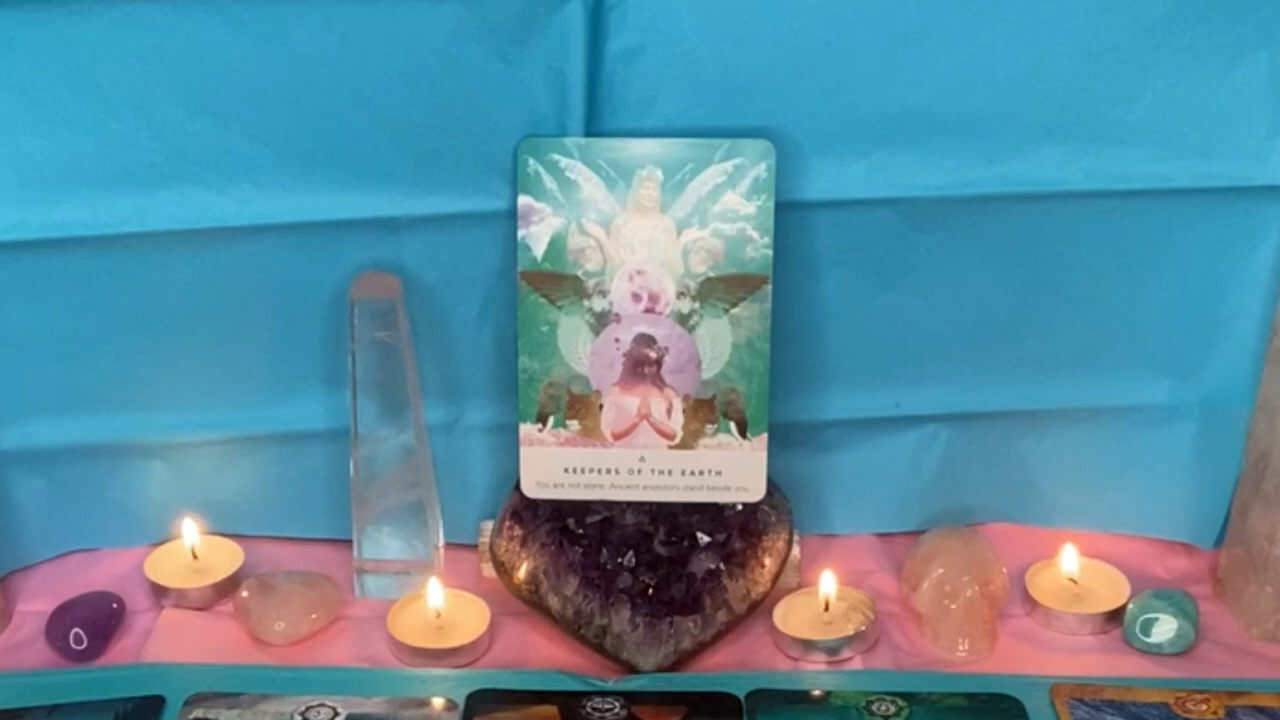 KEEPERS OF THE EARTH
You are not alone. Ancient ancestors stand beside you.